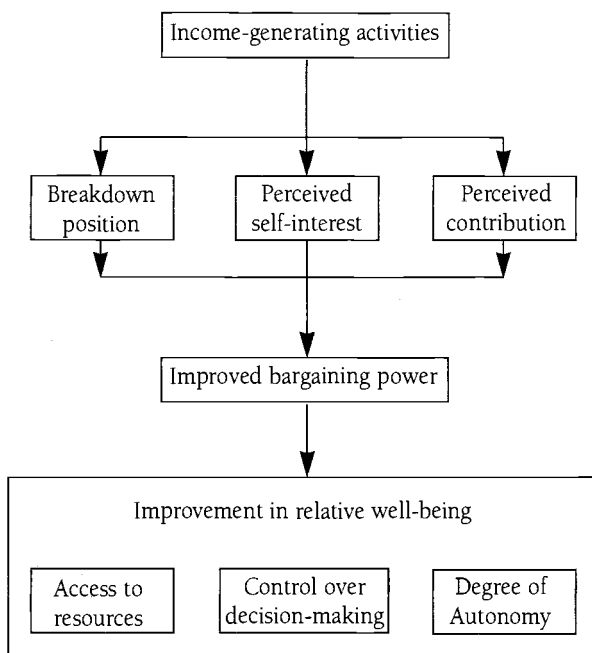 Income-generating activities
Breakdown
position
Perceived
self-interest
Perceived
contribution
Improved bargaining power
Improvement in relative well-being
Access to
resources
Control over
decision-making
Degree of
Autonomy